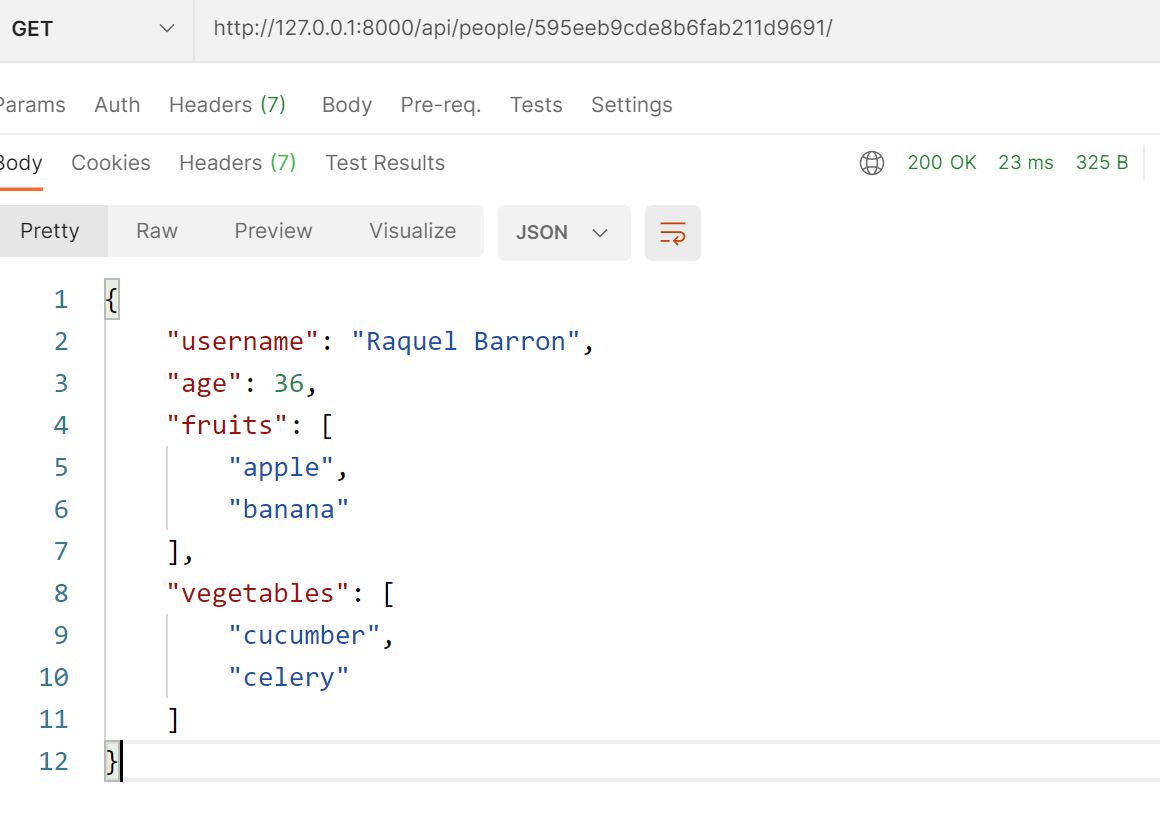 GET http://127.0.0.1:8000/api/people/595eeb9cde8b6fab211d9691/
Params Auth Headers (7) Body Pre-req. Tests Settings
Body Cookies Headers (7) Test Results 200 OK 23 ms 325 B
Pretty Raw Preview Visualize JSON
1 {
2 "username": "Raquel Barron",
3 "age": 36,
4 "fruits": [
5 "apple",
6 "banana"
7 ],
8 "vegetables": [
9 "cucumber",
10 "celery"
11 ]
12 }